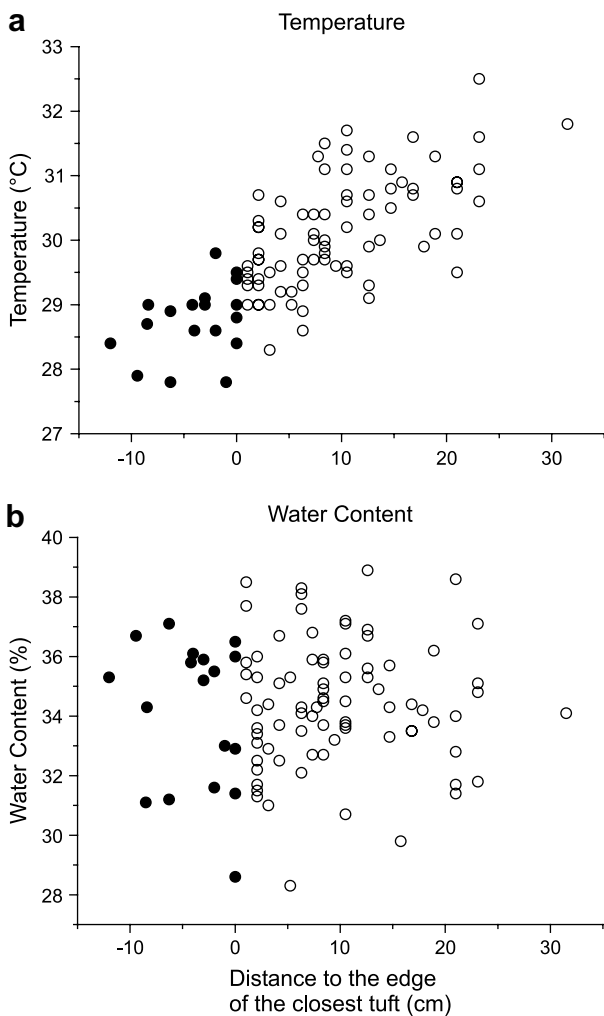 a
Temperature
33
32
31
30
29
28
27
Temperature (°C)
-10 0 10 20 30
b
Water Content
40
38
36
34
32
30
28
Water Content (%)
-10 0 10 20 30
Distance to the edge
of the closest tuft (cm)